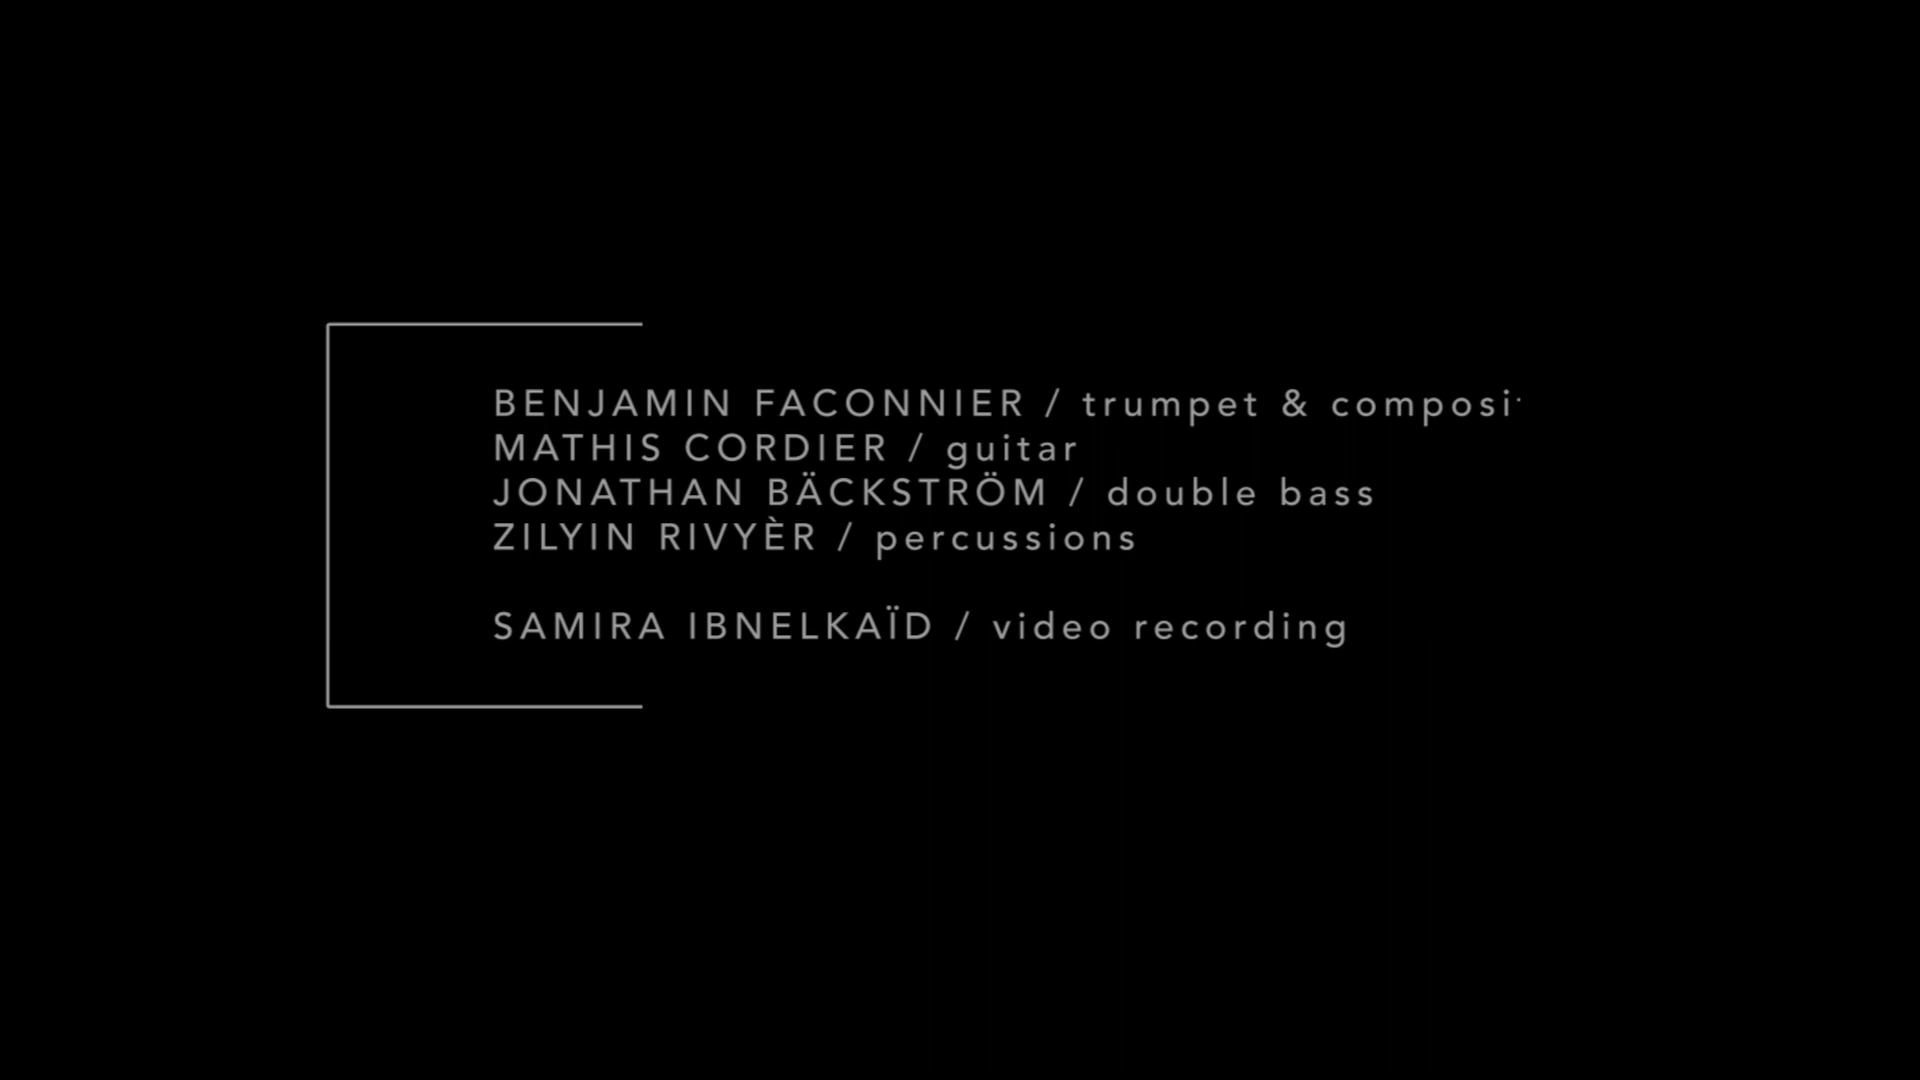 BENJAMIN FACONNIER / trumpet & composi
MATHIS CORDIER / guitar
JONATHAN BÄCKSTRÖM / double bass
ZILYIN RIVYÈR / percussions
SAMIRA IBNELKAÏD / video recording